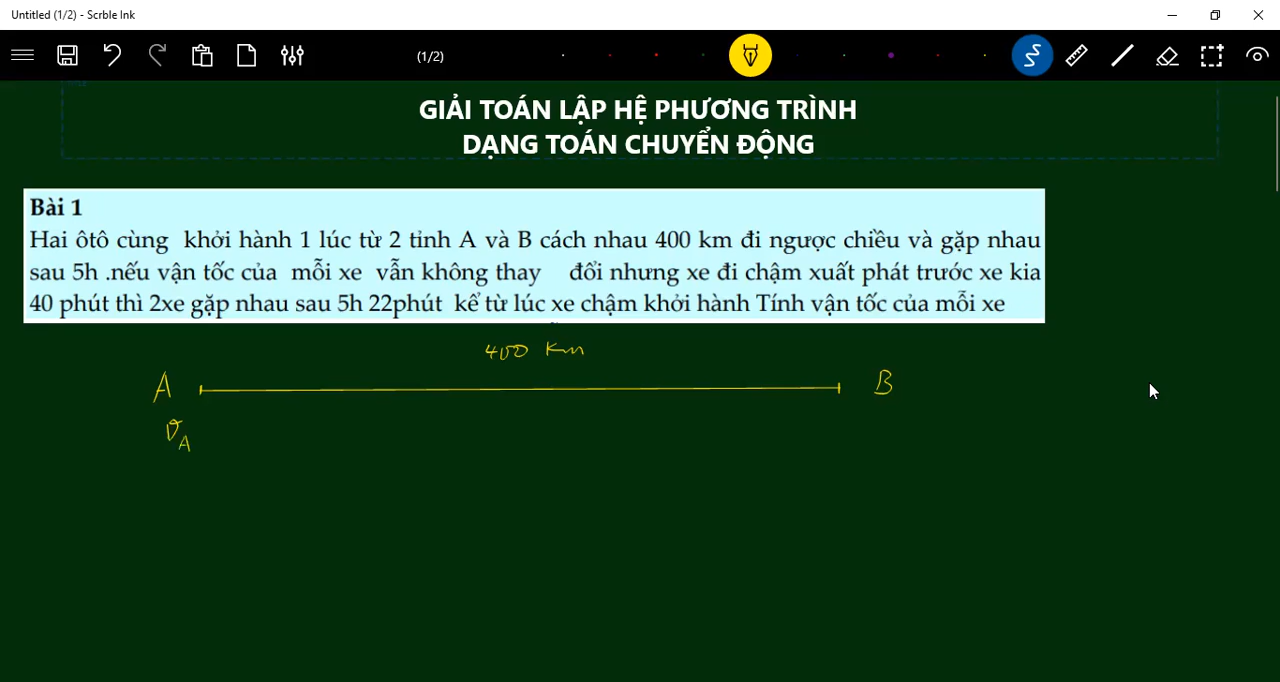 Untitled (1/2) - Scrble Ink
(1/2)
GIẢI TOÁN LẬP HỆ PHƯƠNG TRÌNH
DẠNG TOÁN CHUYỂN ĐỘNG
Bài 1
Hai ôtô cùng khởi hành 1 lúc từ 2 tỉnh A và B cách nhau 400 km đi ngược chiều và gặp nhau
sau 5h .nếu vận tốc của mỗi xe vẫn không thay đổi nhưng xe đi chậm xuất phát trước xe kia
40 phút thì 2xe gặp nhau sau 5h 22phút kể từ lúc xe chậm khởi hành Tính vận tốc của mỗi xe
400 Km
A B
v_A